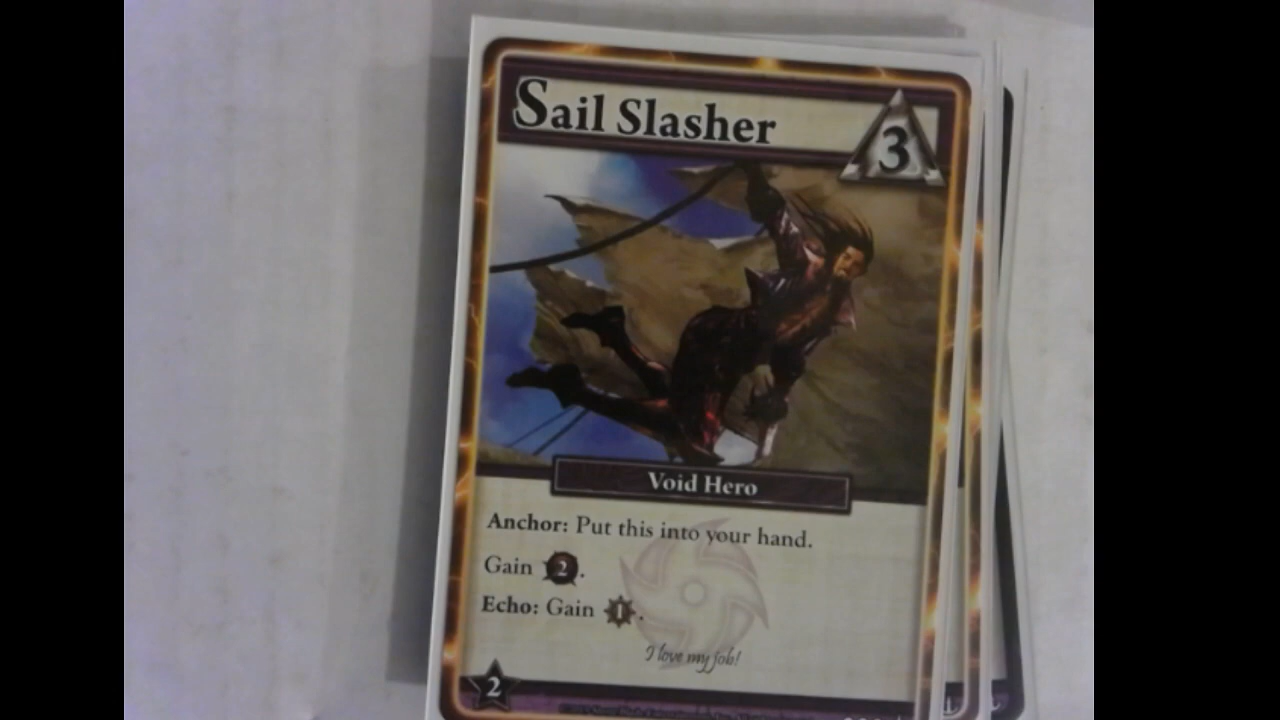 Sail Slasher
3
Void Hero
Anchor: Put this into your hand.
Gain 2.
Echo: Gain 1.
I love my job!
2